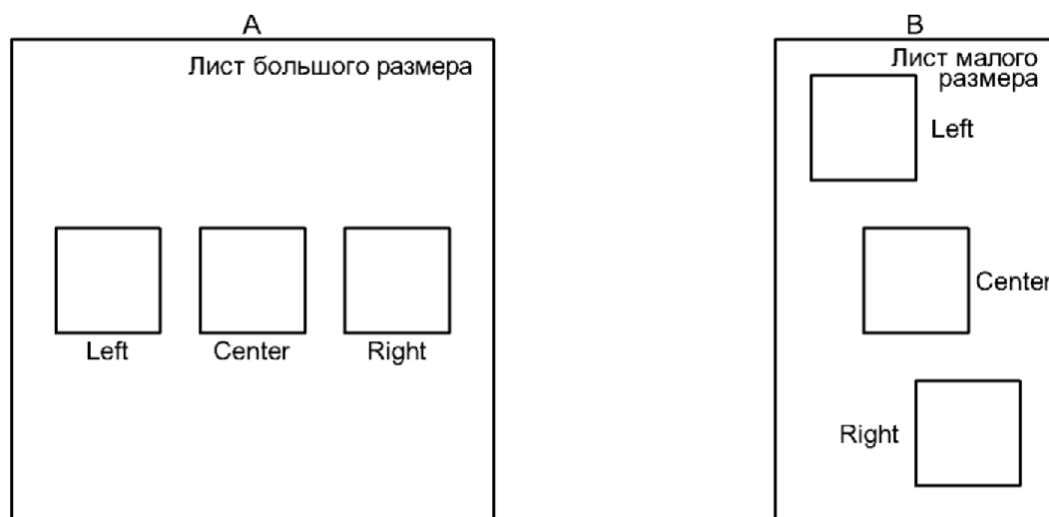 А
Лист большого размера
Left
Center
Right
В
Лист малого
размера
Left
Center
Right